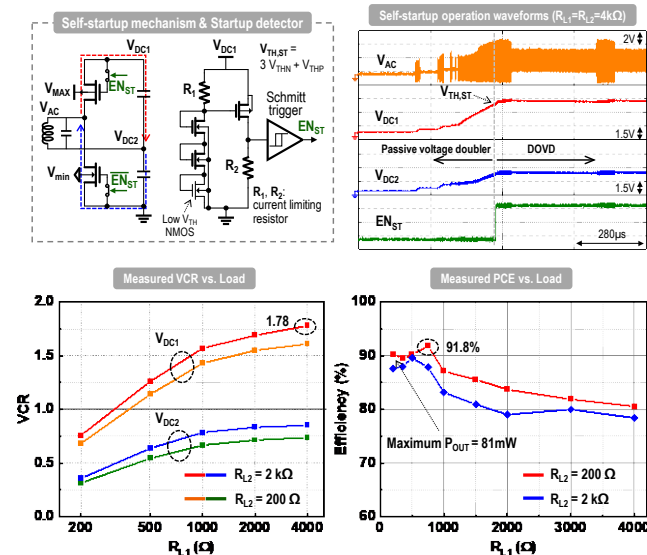 Self-startup mechanism & Startup detector
VDC1
VMAX
ENST
VAC
VDC2
Vmin
ENST
VDC1
R1
VTH,ST =
3 VTHN + VTHP
Schmitt
trigger
ENST
R2
R1, R2:
current limiting
resistor
Low VTH
NMOS
Self-startup operation waveforms (RL1=RL2=4kΩ)
2V
VAC
VTH,ST
VDC1
1.5V
Passive voltage doubler
DOVD
VDC2
1.5V
ENST
280µs
Measured VCR vs. Load
2.0
1.5
1.0
0.5
0.0
VCR
1.78
VDC1
VDC2
RL2 = 2 kΩ
RL2 = 200 Ω
200
500
1000
2000
4000
RL1(Ω)
Measured PCE vs. Load
100
90
80
70
60
Efficiency (%)
91.8%
Maximum POUT = 81mW
RL2 = 200 Ω
RL2 = 2 kΩ
0
1000
2000
3000
4000
RL1(Ω)